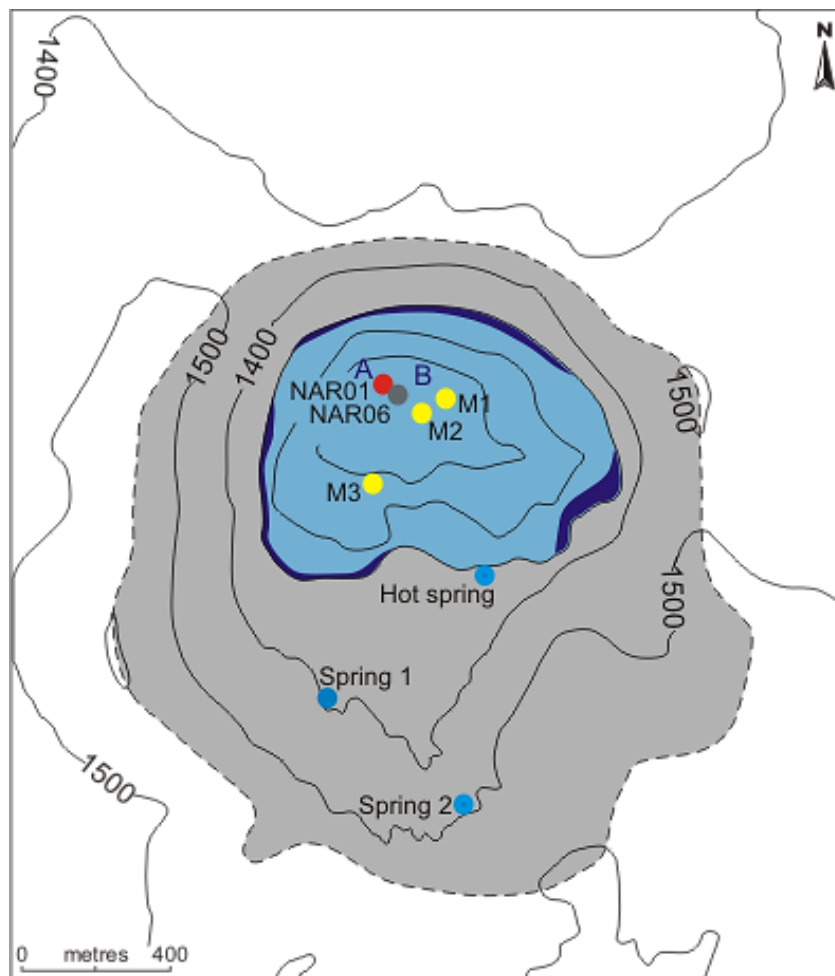 N
1400
1500
1400
A
B
NAR01
NAR06
M1
M2
1500
M3
Hot spring
1500
Spring 1
1500
Spring 2
0 metres 400